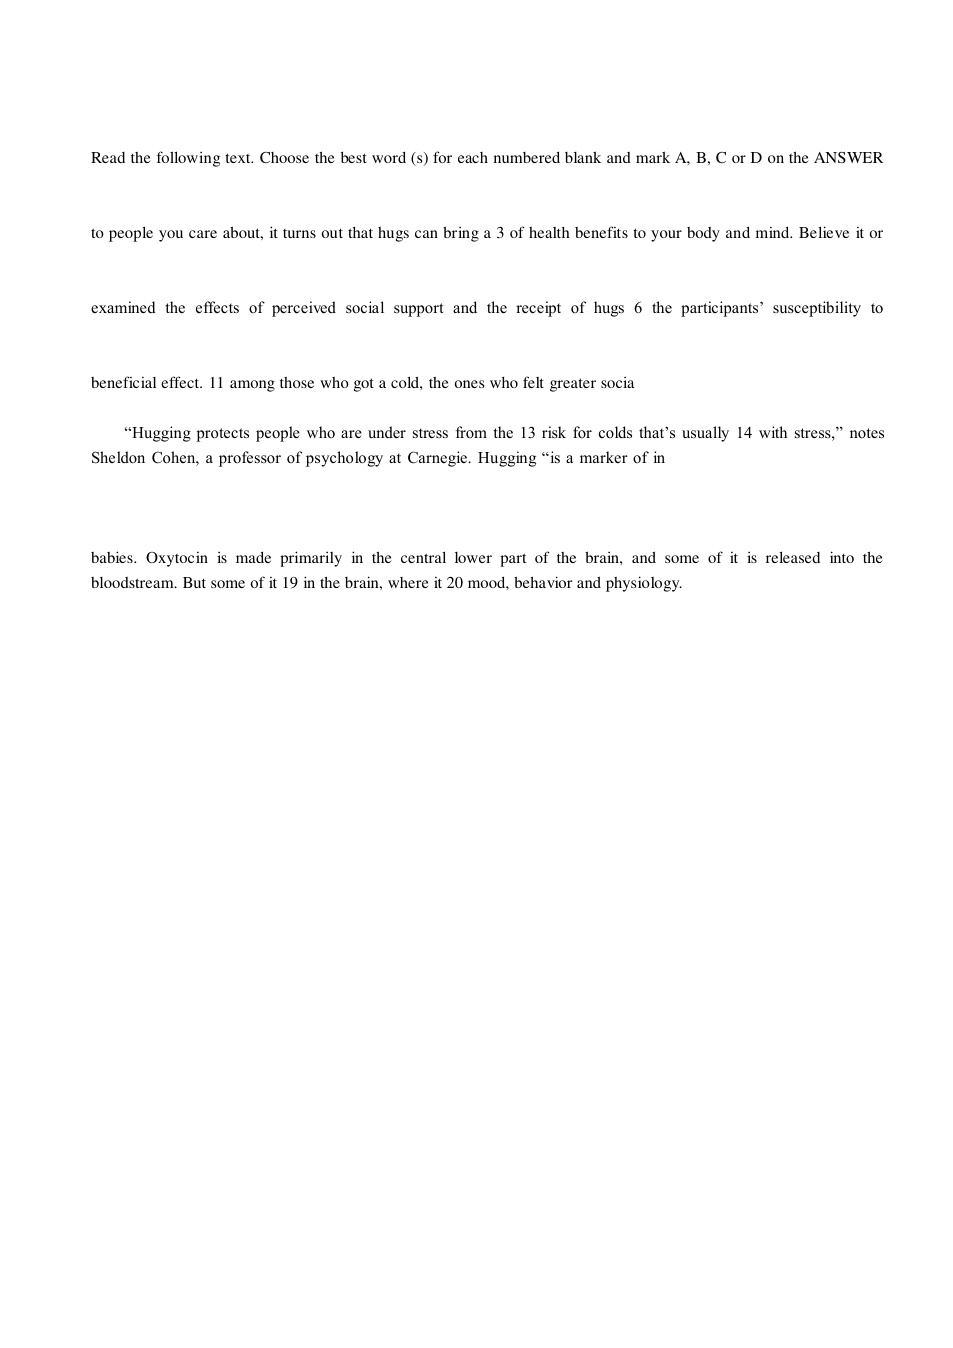 Read the following text. Choose the best word (s) for each numbered blank and mark A, B, C or D on the ANSWER
to people you care about, it turns out that hugs can bring a 3 of health benefits to your body and mind. Believe it or
examined the effects of perceived social support and the receipt of hugs 6 the participants’ susceptibility to
beneficial effect. 11 among those who got a cold, the ones who felt greater socia
“Hugging protects people who are under stress from the 13 risk for colds that’s usually 14 with stress,” notes
Sheldon Cohen, a professor of psychology at Carnegie. Hugging “is a marker of in
babies. Oxytocin is made primarily in the central lower part of the brain, and some of it is released into the
bloodstream. But some of it 19 in the brain, where it 20 mood, behavior and physiology.